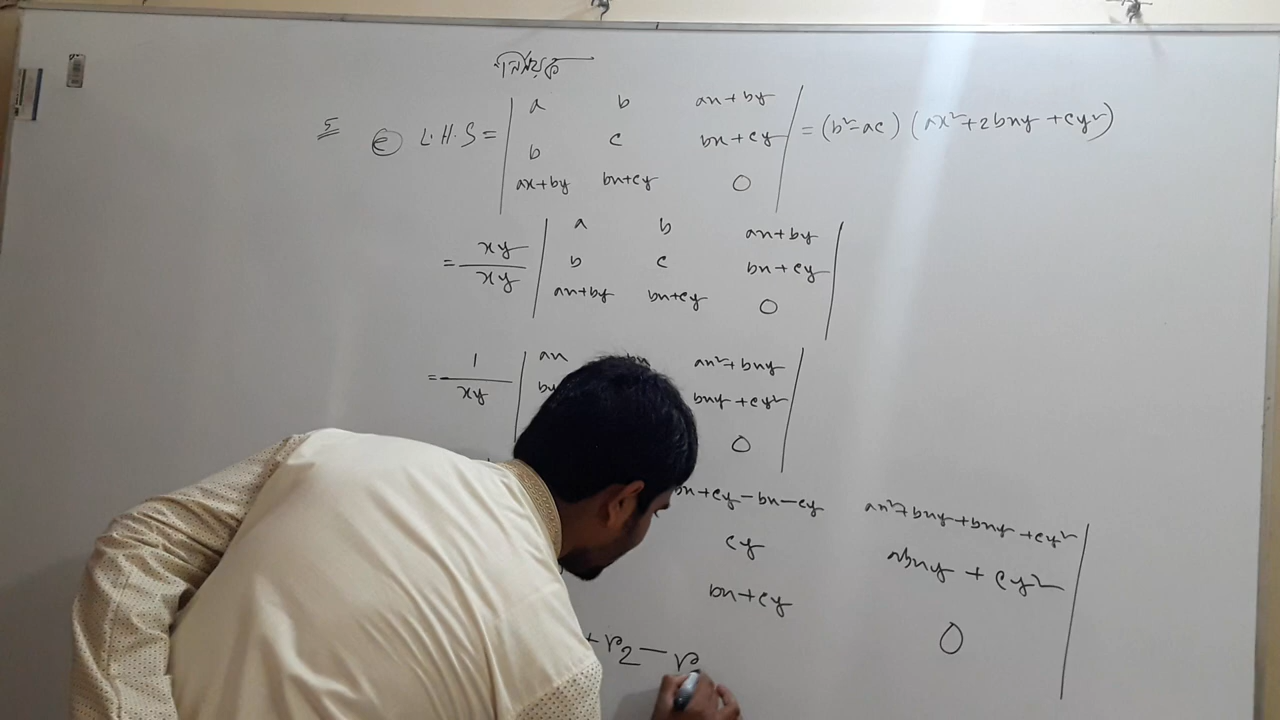 নির্ণায়ক
5 (e) L.H.S = | a b ax+by | = (b²-ac) (ax²+2bxy+cy²)
| b c bx+cy |
| ax+by bx+cy 0 |
= xy/xy | a b ax+by |
| b c bx+cy |
| ax+by bx+cy 0 |
= 1/xy | ax ax²+bxy |
| by bxy+cy² |
0 |
bx+cy-bx-cy ax²+bxy+bxy+cy² |
cy bxy+cy² |
bx+cy 0 |
+r₂-r